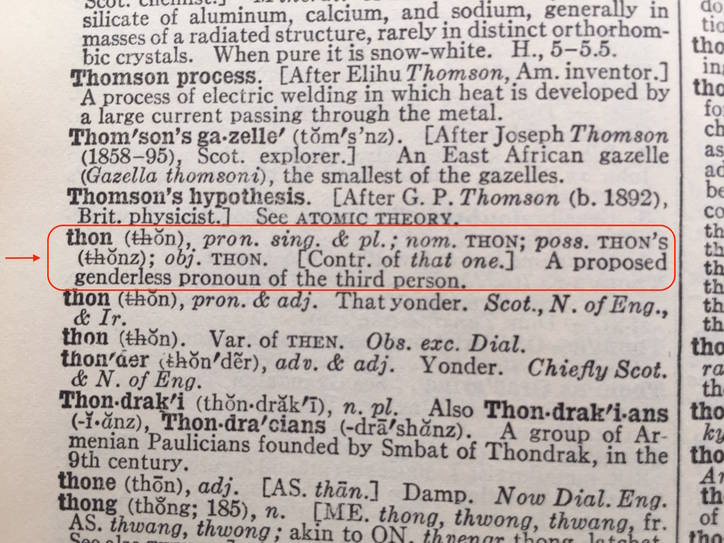 silicate of aluminum, calcium, and sodium, generally in
masses of a radiated structure, rarely in distinct orthorhom-
bic crystals. When pure it is snow-white. H., 5–5.5.
Thomson process. [After Elihu Thomson, Am. inventor.]
A process of electric welding in which heat is developed by
a large current passing through the metal.
Thom′son's ga·zelle′ (tŏm′s'nz). [After Joseph Thomson
(1858–95), Scot. explorer.] An East African gazelle
(Gazella thomsoni), the smallest of the gazelles.
Thomson's hypothesis. [After G. P. Thomson (b. 1892),
Brit. physicist.] See ATOMIC THEORY.
thon (thŏn), pron. sing. & pl.; nom. THON; poss. THON'S
(thŏnz); obj. THON. [Contr. of that one.] A proposed
genderless pronoun of the third person.
thon (thŏn), pron. & adj. That yonder. Scot., N. of Eng.,
& Ir.
thon (thŏn). Var. of THEN. Obs. exc. Dial.
thon′der (thŏn′dẽr), adv. & adj. Yonder. Chiefly Scot.
& N. of Eng.
Thon·drak′i (thŏn·drăk′ī), n. pl. Also Thon·drak′i·ans
(-ĭ·ănz), Thon·dra′cians (-drā′shănz). A group of Ar-
menian Paulicians founded by Smbat of Thondrak, in the
9th century.
thone (thōn), adj. [AS. thān.] Damp. Now Dial. Eng.
thong (thŏng; 185), n. [ME. thong, thwong, thwang, fr.
AS. thwang, thwong; akin to ON. thvengr thong, latchet,